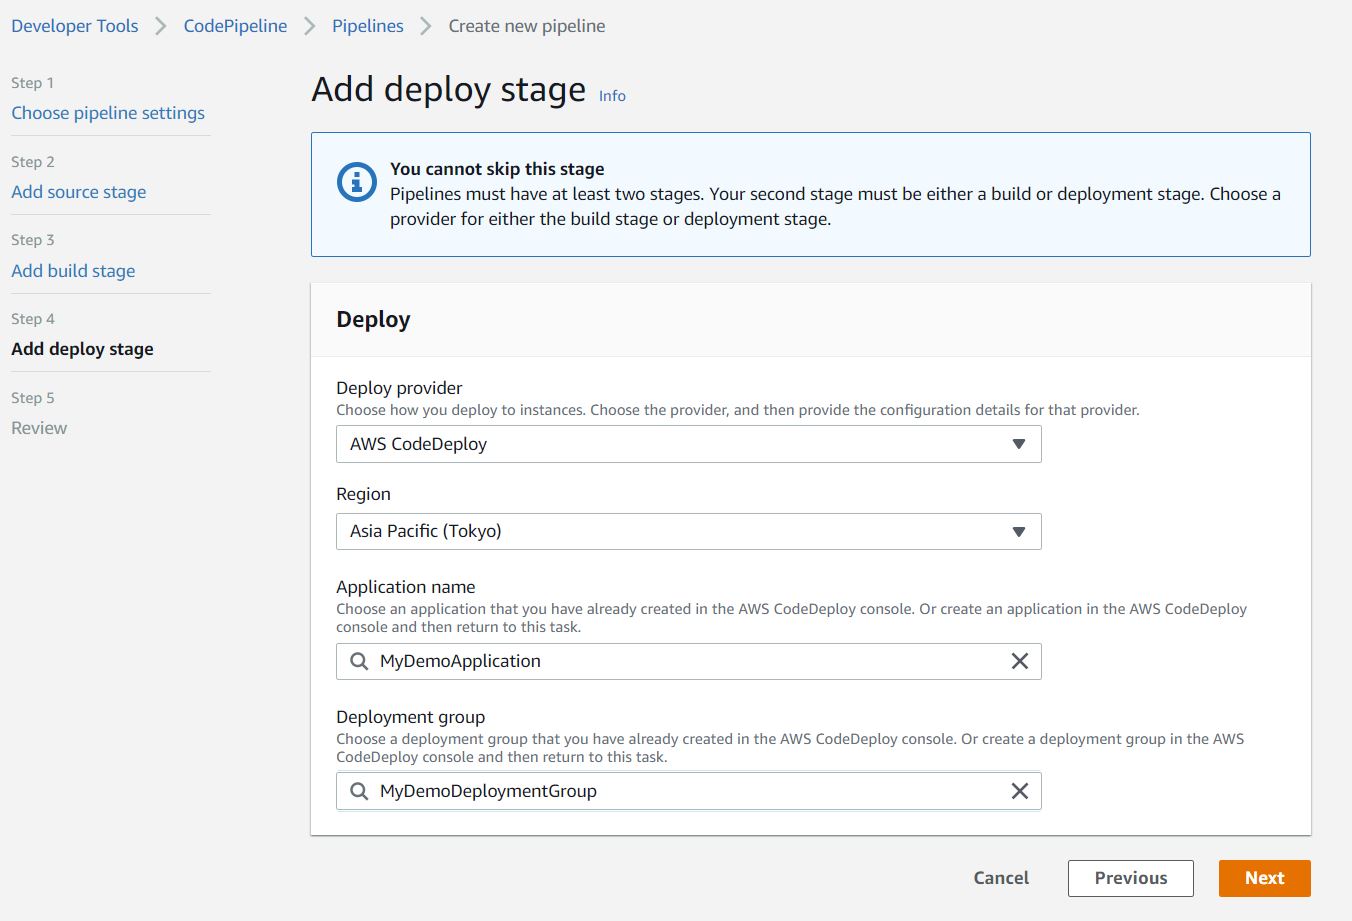 Developer Tools
CodePipeline
Pipelines
Create new pipeline
Step 1
Choose pipeline settings
Step 2
Add source stage
Step 3
Add build stage
Step 4
Add deploy stage
Step 5
Review
Add deploy stage Info
You cannot skip this stage
Pipelines must have at least two stages. Your second stage must be either a build or deployment stage. Choose a
provider for either the build stage or deployment stage.
Deploy
Deploy provider
Choose how you deploy to instances. Choose the provider, and then provide the configuration details for that provider.
AWS CodeDeploy
Region
Asia Pacific (Tokyo)
Application name
Choose an application that you have already created in the AWS CodeDeploy console. Or create an application in the AWS CodeDeploy
console and then return to this task.
MyDemoApplication
Deployment group
Choose a deployment group that you have already created in the AWS CodeDeploy console. Or create a deployment group in the AWS
CodeDeploy console and then return to this task.
MyDemoDeploymentGroup
Cancel
Previous
Next